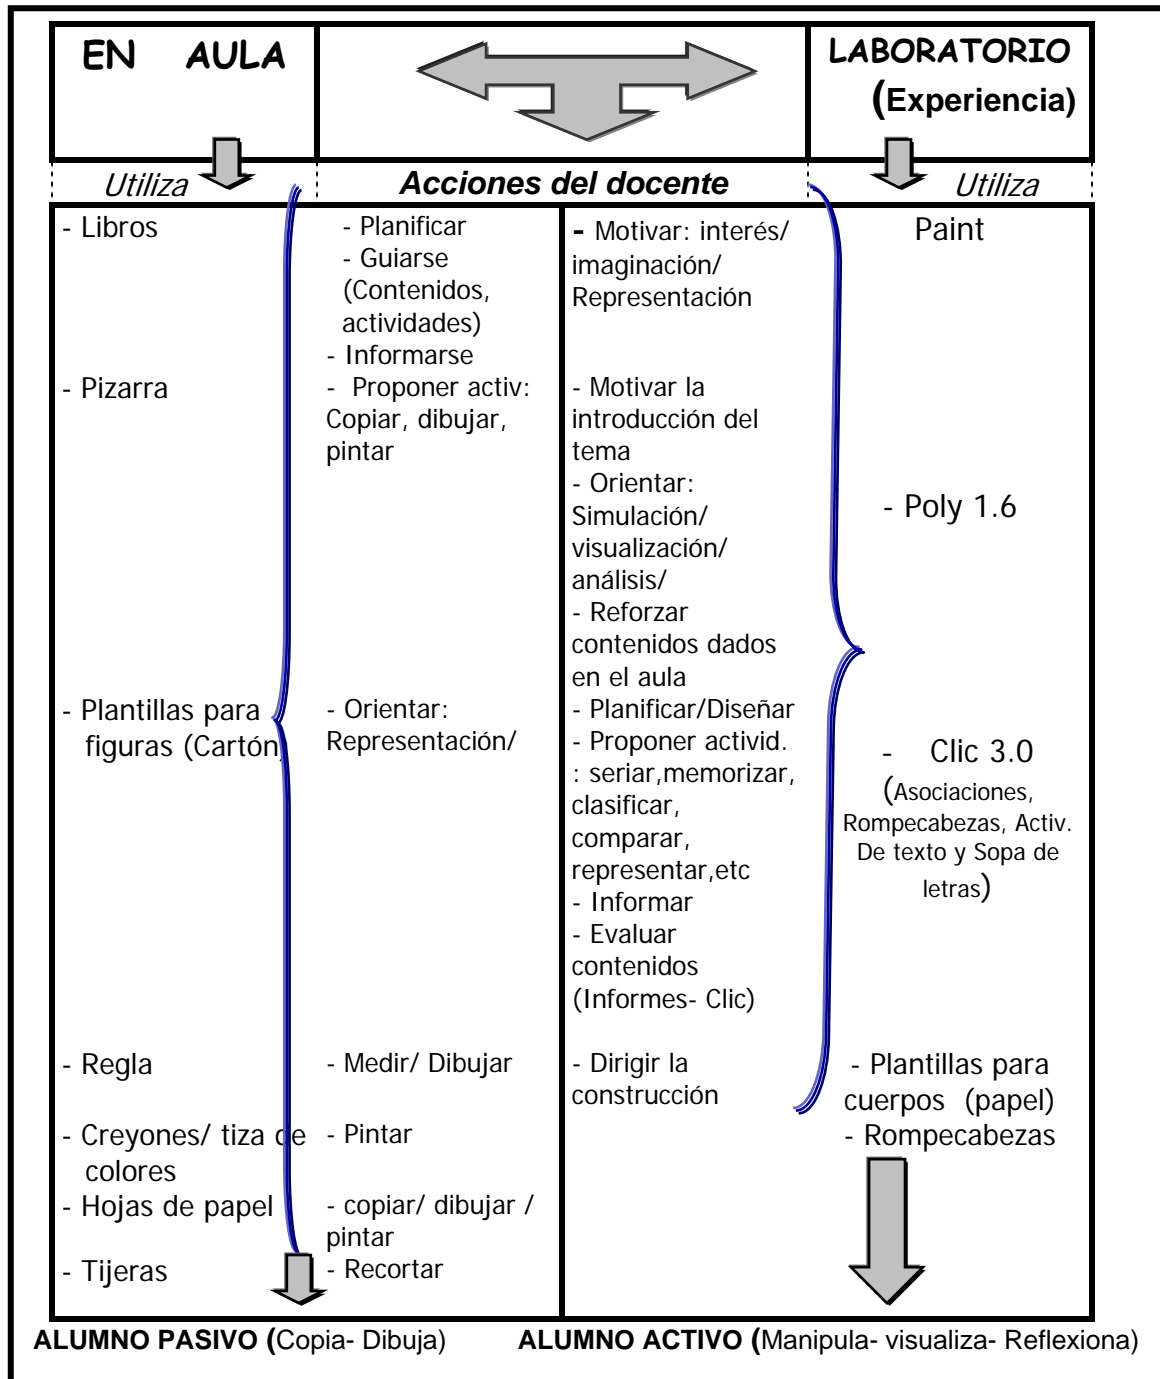 EN AULA
LABORATORIO
(Experiencia)
Utiliza
Acciones del docente
Utiliza
- Libros
- Planificar
- Guiarse
(Contenidos,
actividades)
- Informarse
- Motivar: interés/
imaginación/
Representación
Paint
- Pizarra
- Proponer activ:
Copiar, dibujar,
pintar
- Motivar la
introducción del
tema
- Orientar:
Simulación/
visualización/
análisis/
- Reforzar
contenidos dados
en el aula
- Poly 1.6
- Plantillas para
figuras (Cartón)
- Orientar:
Representación/
- Planificar/Diseñar
- Proponer activid.
: seriar,memorizar,
clasificar,
comparar,
representar,etc
- Informar
- Evaluar
contenidos
(Informes- Clic)
- Clic 3.0
(Asociaciones,
Rompecabezas, Activ.
De texto y Sopa de
letras)
- Regla
- Medir/ Dibujar
- Dirigir la
construcción
- Plantillas para
cuerpos (papel)
- Rompecabezas
- Creyones/ tiza de
colores
- Pintar
- Hojas de papel
- copiar/ dibujar /
pintar
- Tijeras
- Recortar
ALUMNO PASIVO (Copia- Dibuja)
ALUMNO ACTIVO (Manipula- visualiza- Reflexiona)